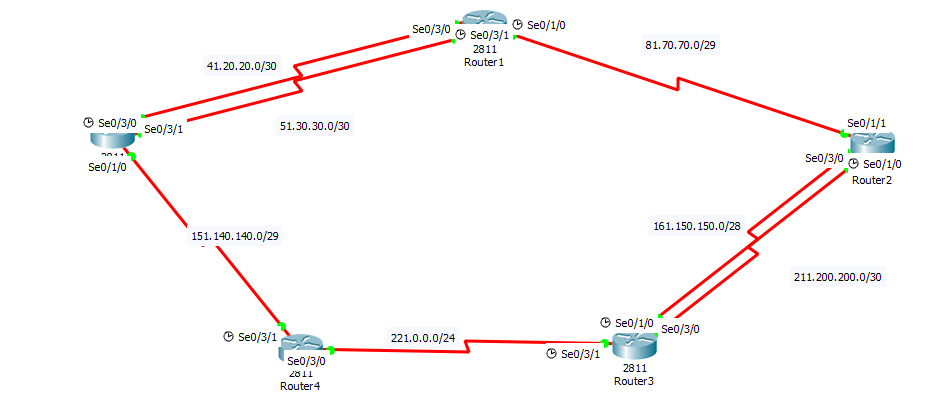 Se0/3/0
Se0/1/0
Se0/3/1
2811
Router1
81.70.70.0/29
41.20.20.0/30
51.30.30.0/30
Se0/3/0
Se0/3/1
2811
Se0/1/0
Se0/1/1
Se0/3/0
Se0/1/0
Router2
151.140.140.0/29
161.150.150.0/28
211.200.200.0/30
Se0/3/1
221.0.0.0/24
Se0/1/0
Se0/3/0
Se0/3/0
Se0/3/1
2811
Router4
2811
Router3